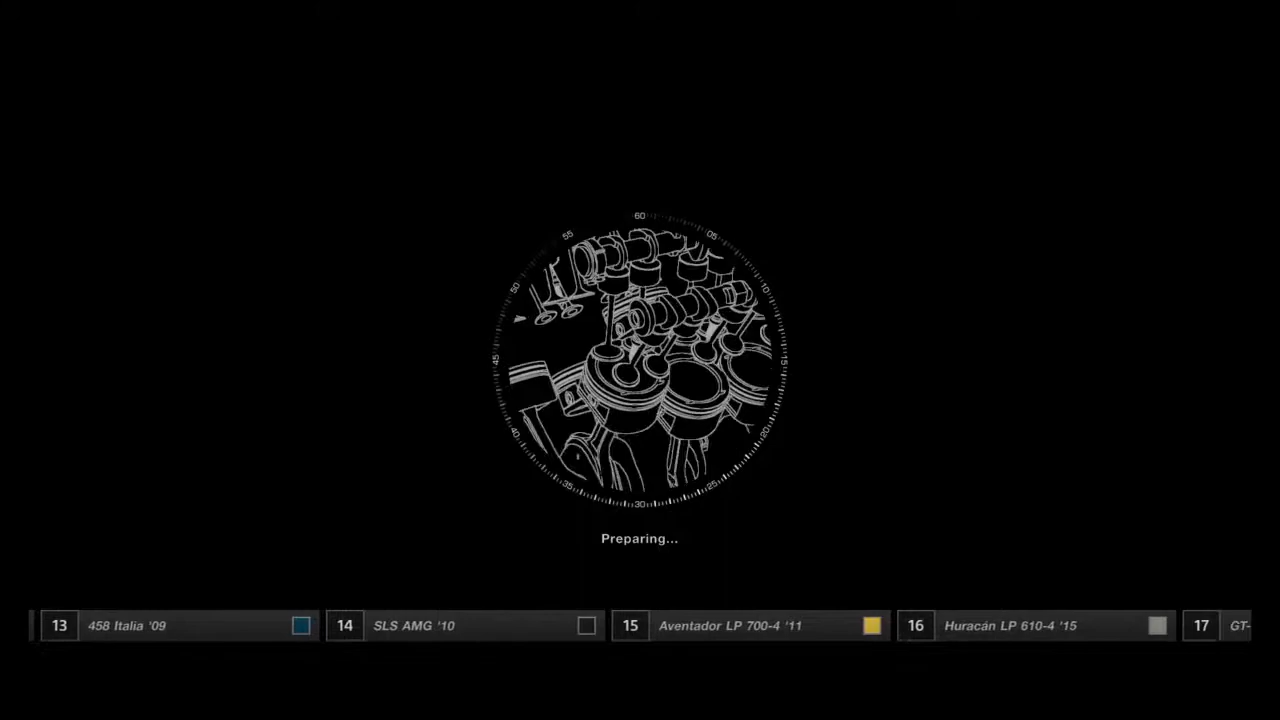 60
05
10
15
20
25
30
35
40
45
50
55
Preparing...
13 458 Italia '09
14 SLS AMG '10
15 Aventador LP 700-4 '11
16 Huracán LP 610-4 '15
17 GT-